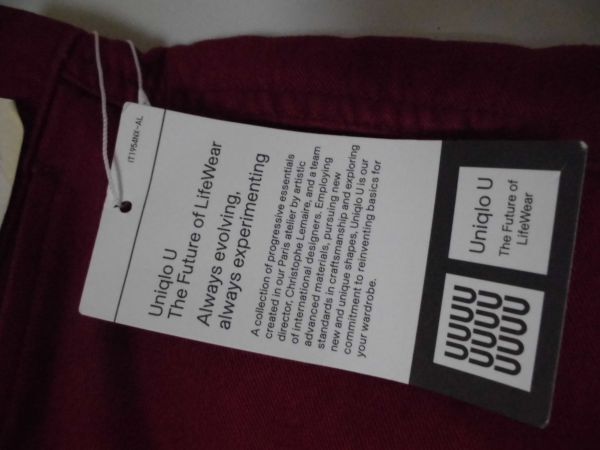 IT1954NX-AL
Uniqlo U
The Future of LifeWear
Always evolving,
always experimenting
A collection of progressive essentials
created in our Paris atelier by artistic
director, Christophe Lemaire, and a team
of international designers. Employing
advanced materials, pursuing new
standards in craftsmanship and exploring
new and unique shapes, Uniqlo U is our
commitment to reinventing basics for
your wardrobe.
Uniqlo U
The Future of
LifeWear
UUUU
UUUU
UUUU